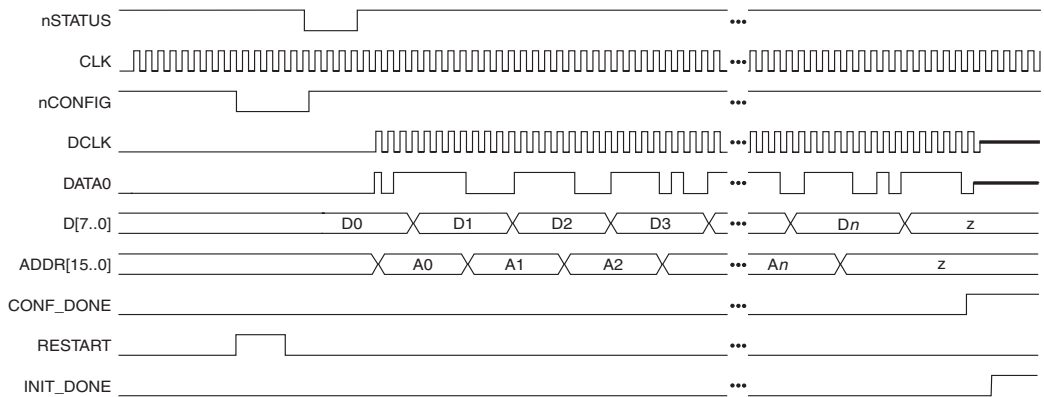 nSTATUS
CLK
nCONFIG
DCLK
DATA0
D[7..0] D0 D1 D2 D3 Dn z
ADDR[15..0] A0 A1 A2 An z
CONF_DONE
RESTART
INIT_DONE